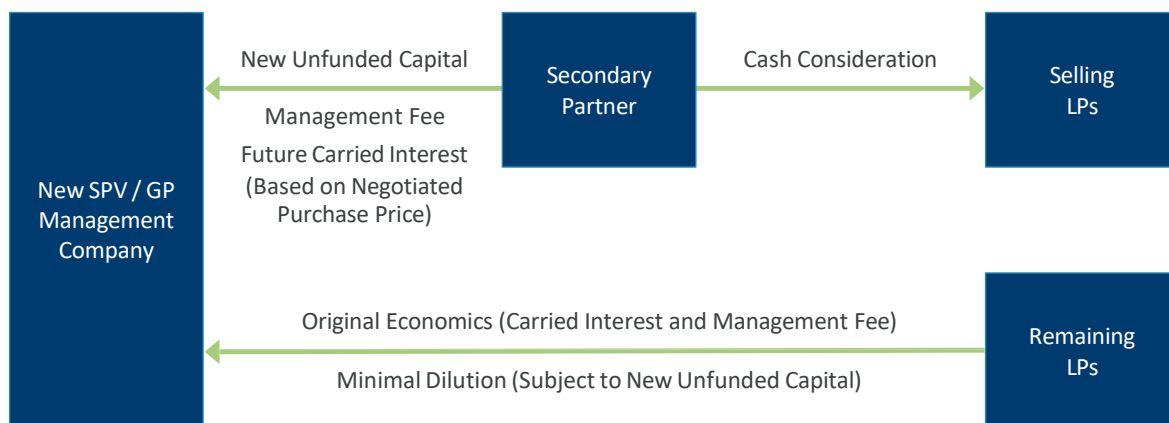 New Unfunded Capital
Management Fee
Future Carried Interest
(Based on Negotiated
Purchase Price)
Secondary
Partner
Cash Consideration
Selling
LPs
New SPV / GP
Management
Company
Original Economics (Carried Interest and Management Fee)
Minimal Dilution (Subject to New Unfunded Capital)
Remaining
LPs